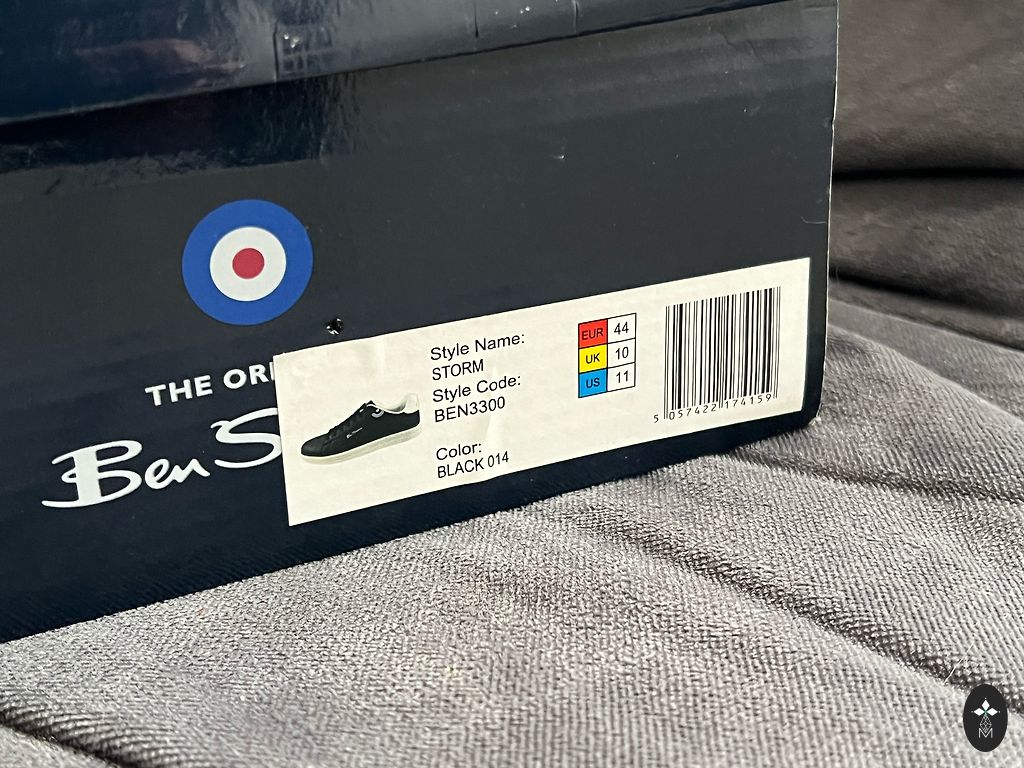 THE ORI
Ben S
Style Name:
STORM
Style Code:
BEN3300
Color:
BLACK 014
EUR 44
UK 10
US 11
5 057422 174159
M